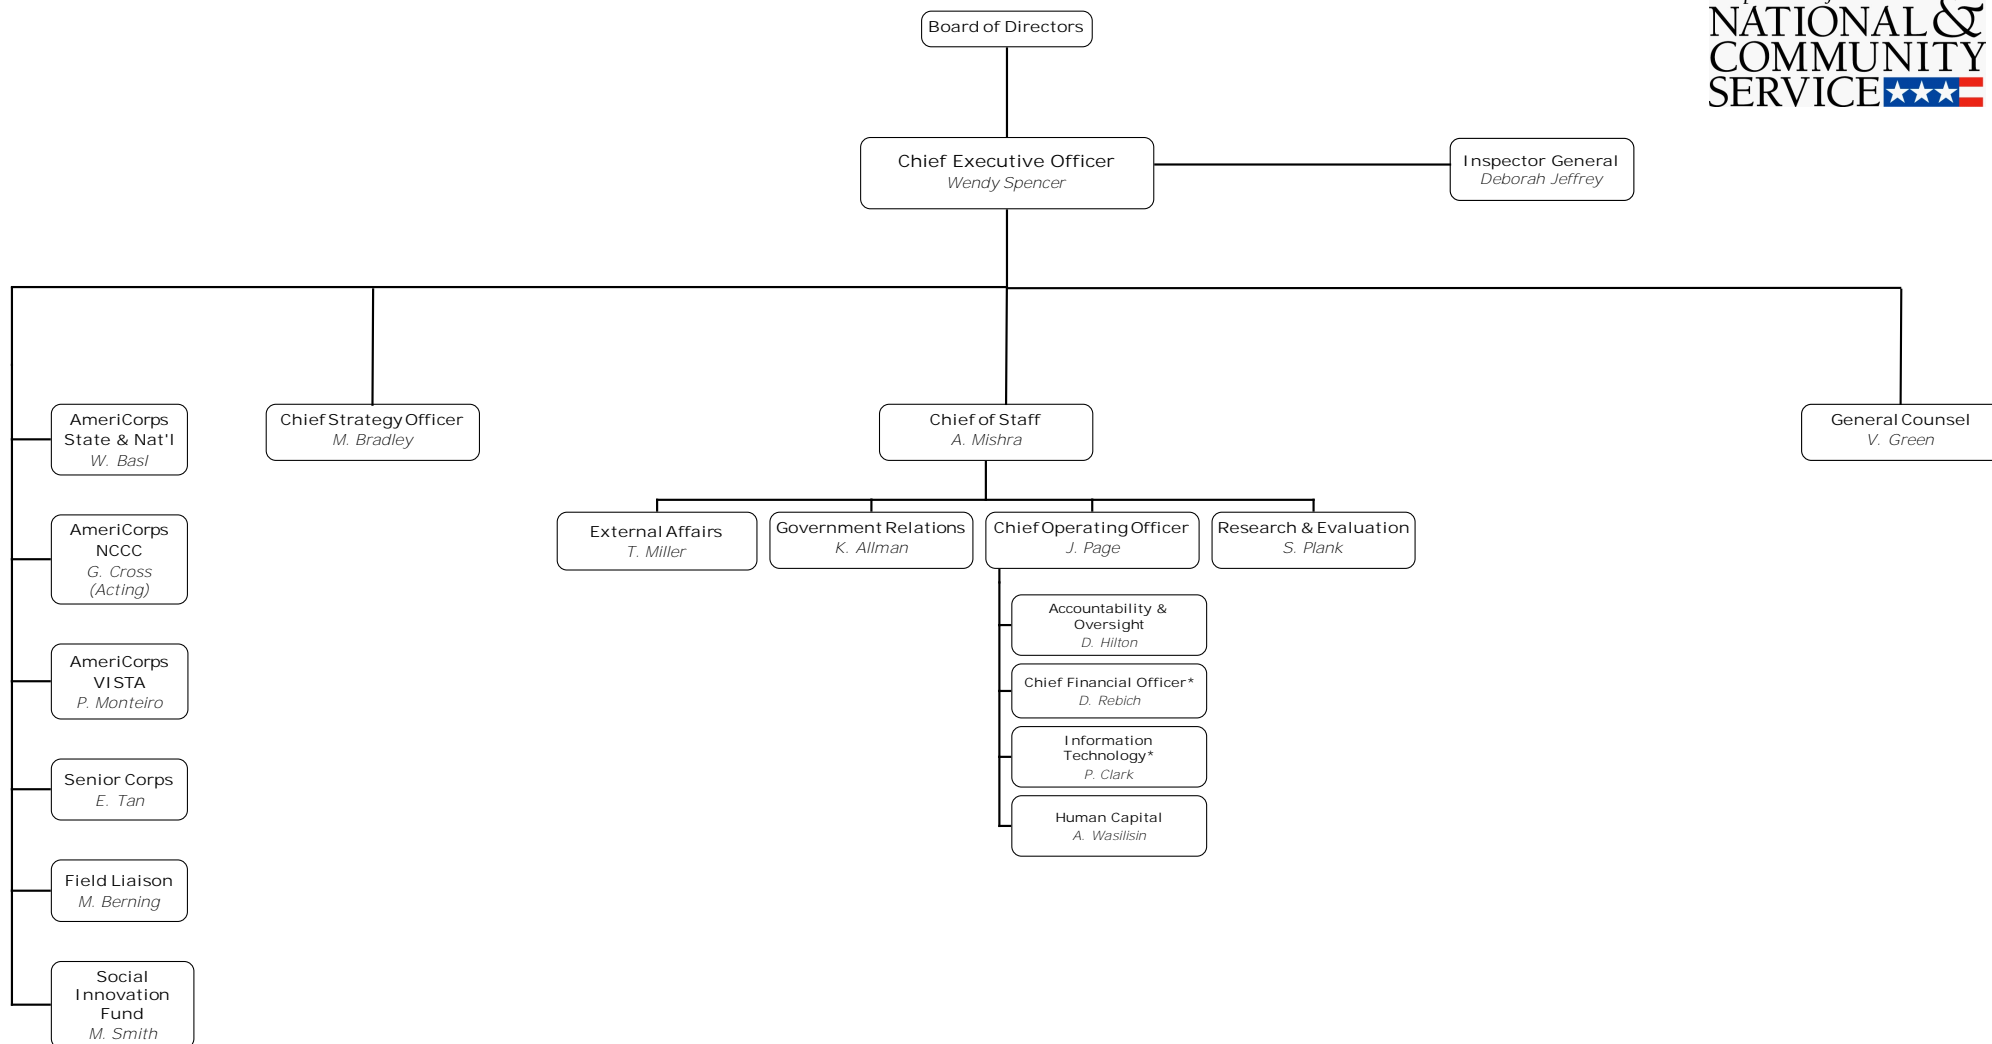 Board of Directors
NATIONAL&
COMMUNITY
SERVICE
Chief Executive Officer
Wendy Spencer
Inspector General
Deborah Jeffrey
AmeriCorps
State & Nat'l
W. Basl
Chief Strategy Officer
M. Bradley
Chief of Staff
A. Mishra
General Counsel
V. Green
External Affairs
T. Miller
Government Relations
K. Allman
Chief Operating Officer
J. Page
Research & Evaluation
S. Plank
AmeriCorps
NCCC
G. Cross
(Acting)
Accountability &
Oversight
D. Hilton
AmeriCorps
VISTA
P. Monteiro
Chief Financial Officer*
D. Rebich
Information
Technology*
P. Clark
Senior Corps
E. Tan
Human Capital
A. Wasilisin
Field Liaison
M. Berning
Social
Innovation
Fund
M. Smith